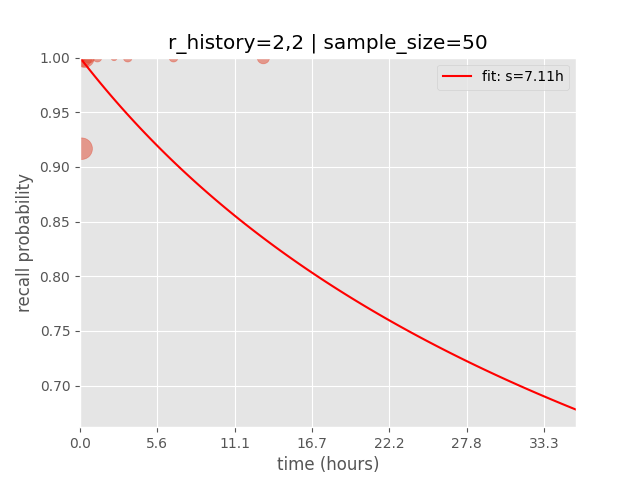 r_history=2,2 | sample_size=50
fit: s=7.11h
1.00
0.95
0.90
0.85
0.80
0.75
0.70
recall probability
0.0 5.6 11.1 16.7 22.2 27.8 33.3
time (hours)